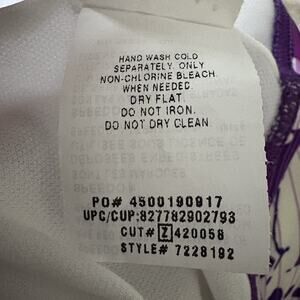 HAND WASH COLD
SEPARATELY. ONLY
NON-CHLORINE BLEACH.
WHEN NEEDED.
DRY FLAT.
DO NOT IRON.
DO NOT DRY CLEAN.
PO# 4500190917
UPC/CUP:827782902793
CUT# Z 420058
STYLE# 7228192